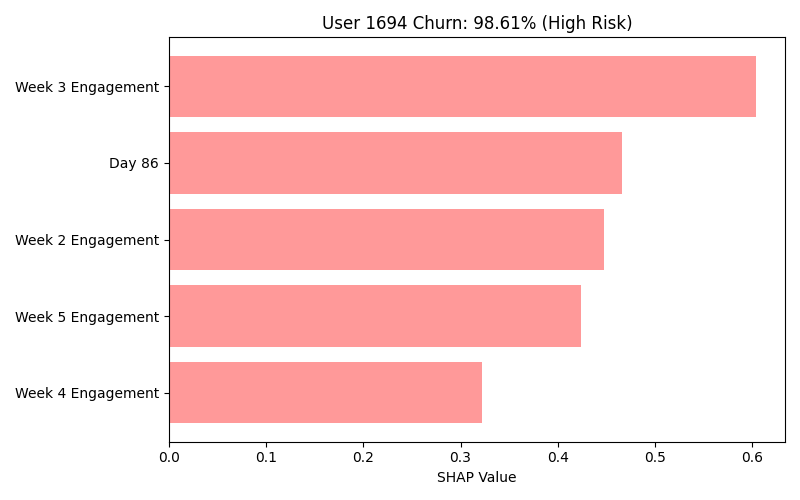 User 1694 Churn: 98.61% (High Risk)
Week 3 Engagement
Day 86
Week 2 Engagement
Week 5 Engagement
Week 4 Engagement
0.0 0.1 0.2 0.3 0.4 0.5 0.6
SHAP Value